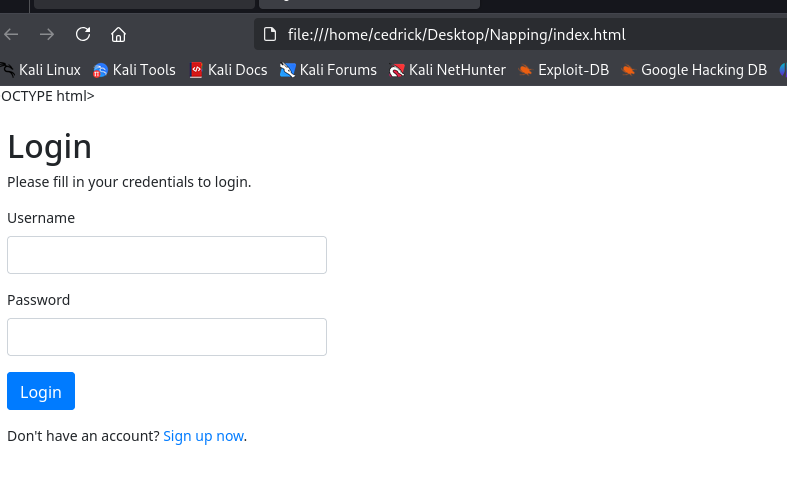 file:///home/cedrick/Desktop/Napping/index.html
Kali Linux Kali Tools Kali Docs Kali Forums Kali NetHunter Exploit-DB Google Hacking DB
OCTYPE html>
Login
Please fill in your credentials to login.
Username
Password
Login
Don't have an account? Sign up now.